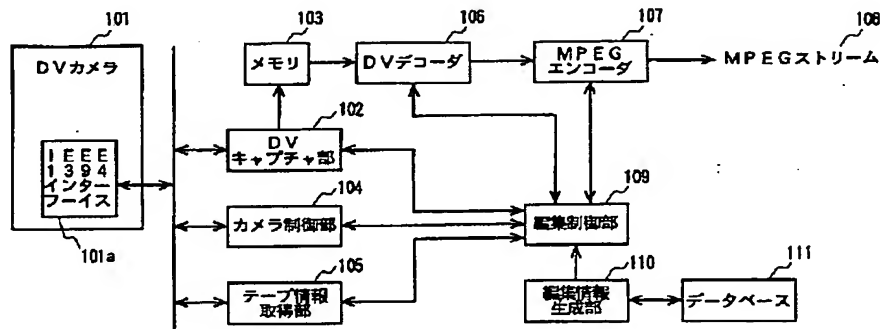 101
DVカメラ
IEEE
1394
インター
フーイス
101a
103
メモリ
106
DVデコーダ
107
MPEG
エンコーダ
108
MPEGストリーム
102
DV
キャプチャ部
104
カメラ制御部
105
テープ情報
取得部
109
編集制御部
110
編集情報
生成部
111
データベース